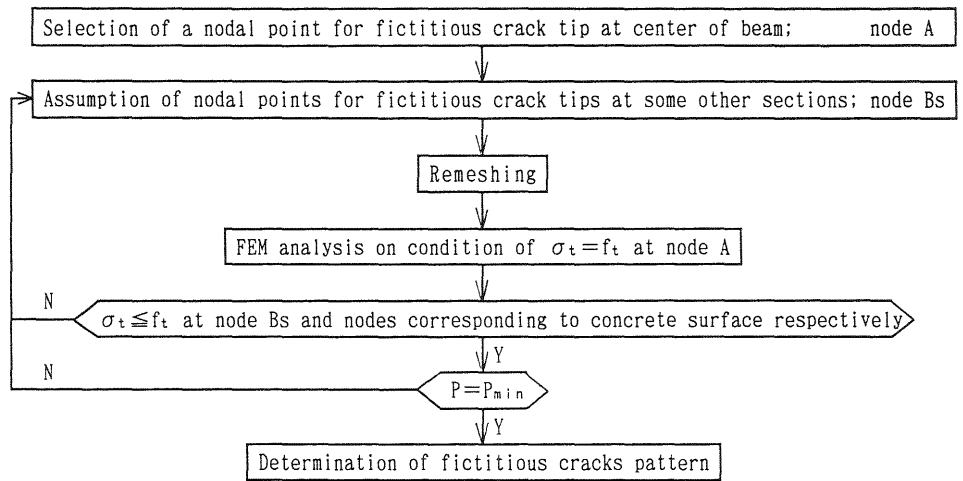 Selection of a nodal point for fictitious crack tip at center of beam; node A
Assumption of nodal points for fictitious crack tips at some other sections; node Bs
Remeshing
FEM analysis on condition of σt=ft at node A
N
σt≦ft at node Bs and nodes corresponding to concrete surface respectively
Y
N
P=Pmin
Y
Determination of fictitious cracks pattern